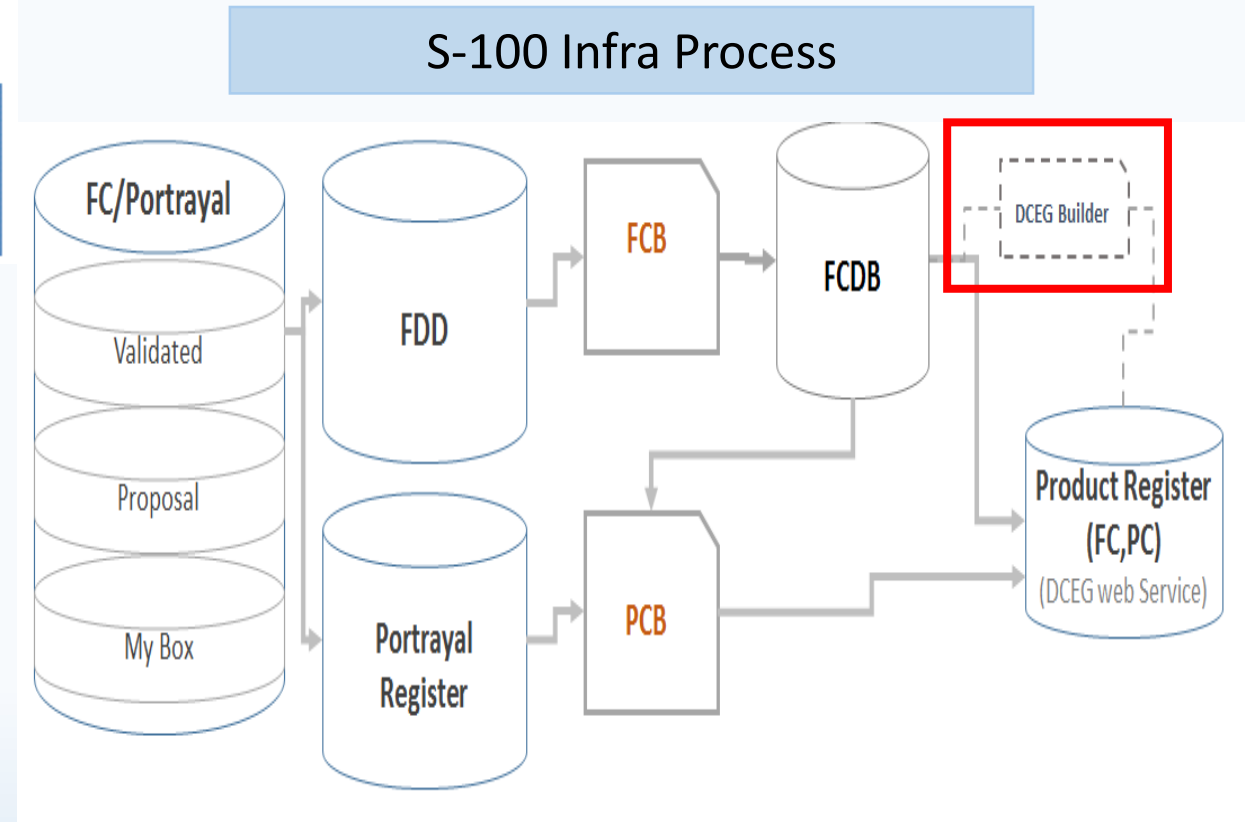 S-100 Infra Process
FC/Portrayal
Validated
Proposal
My Box
FDD
Portrayal
Register
FCB
PCB
FCDB
DCEG Builder
Product Register
(FC,PC)
(DCEG web Service)